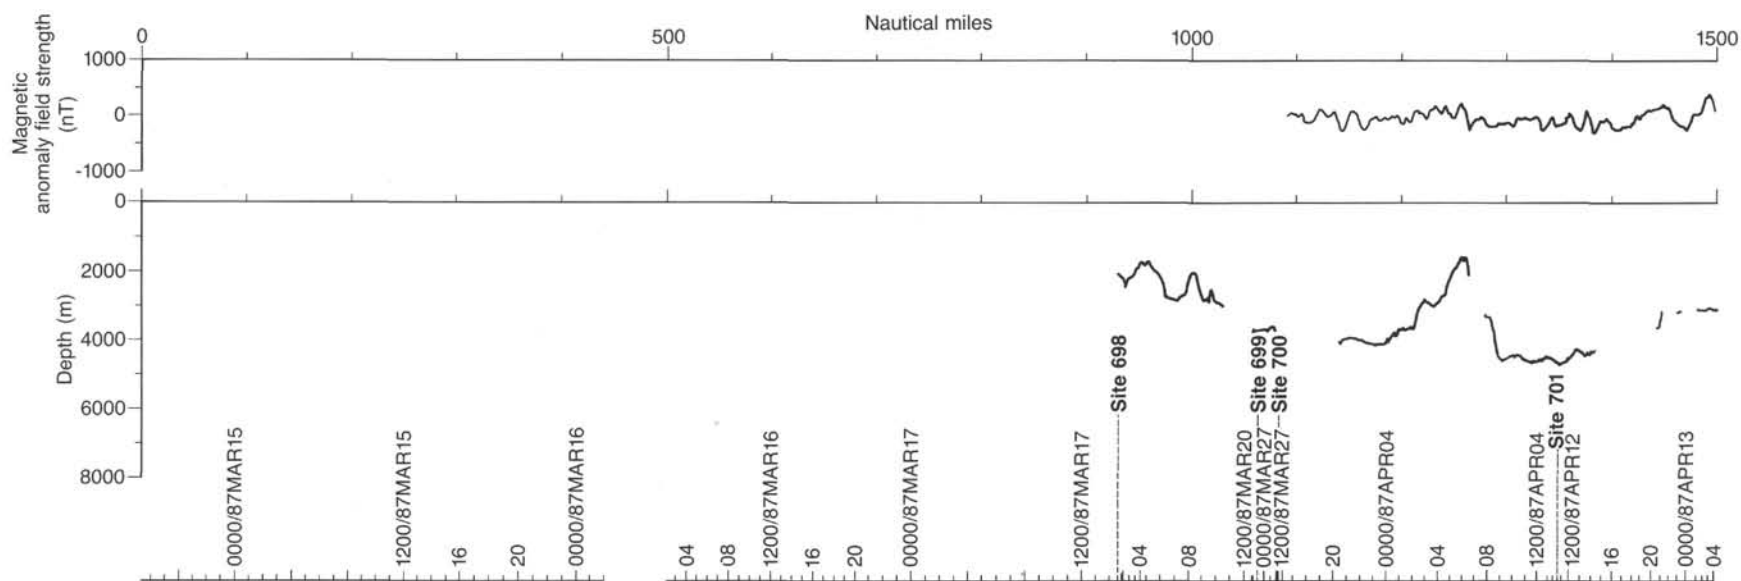 Nautical miles
0 500 1000 1500
Magnetic
anomaly field strength
(nT)
1000
0
-1000
Depth (m)
0
2000
4000
6000
8000
Site 698
Site 699
Site 700
Site 701
0000/87MAR15
1200/87MAR15
16
20
0000/87MAR16
04
08
1200/87MAR16
16
20
0000/87MAR17
1200/87MAR17
04
08
1200/87MAR20
0000/87MAR27
1200/87MAR27
20
0000/87APR04
04
08
1200/87APR04
1200/87APR12
16
20
0000/87APR13
04